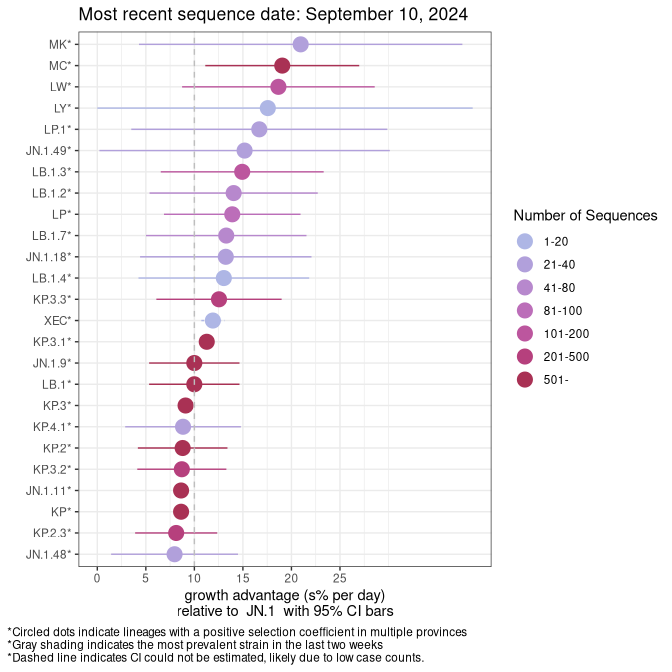 Most recent sequence date: September 10, 2024
MK*
MC*
LW*
LY*
LP.1*
JN.1.49*
LB.1.3*
LB.1.2*
LP*
LB.1.7*
JN.1.18*
LB.1.4*
KP.3.3*
XEC*
KP.3.1*
JN.1.9*
LB.1*
KP.3*
KP.4.1*
KP.2*
KP.3.2*
JN.1.11*
KP*
KP.2.3*
JN.1.48*
0 5 10 15 20 25
growth advantage (s% per day)
relative to JN.1 with 95% CI bars
Number of Sequences
1-20
21-40
41-80
81-100
101-200
201-500
501-
*Circled dots indicate lineages with a positive selection coefficient in multiple provinces
*Gray shading indicates the most prevalent strain in the last two weeks
*Dashed line indicates CI could not be estimated, likely due to low case counts.